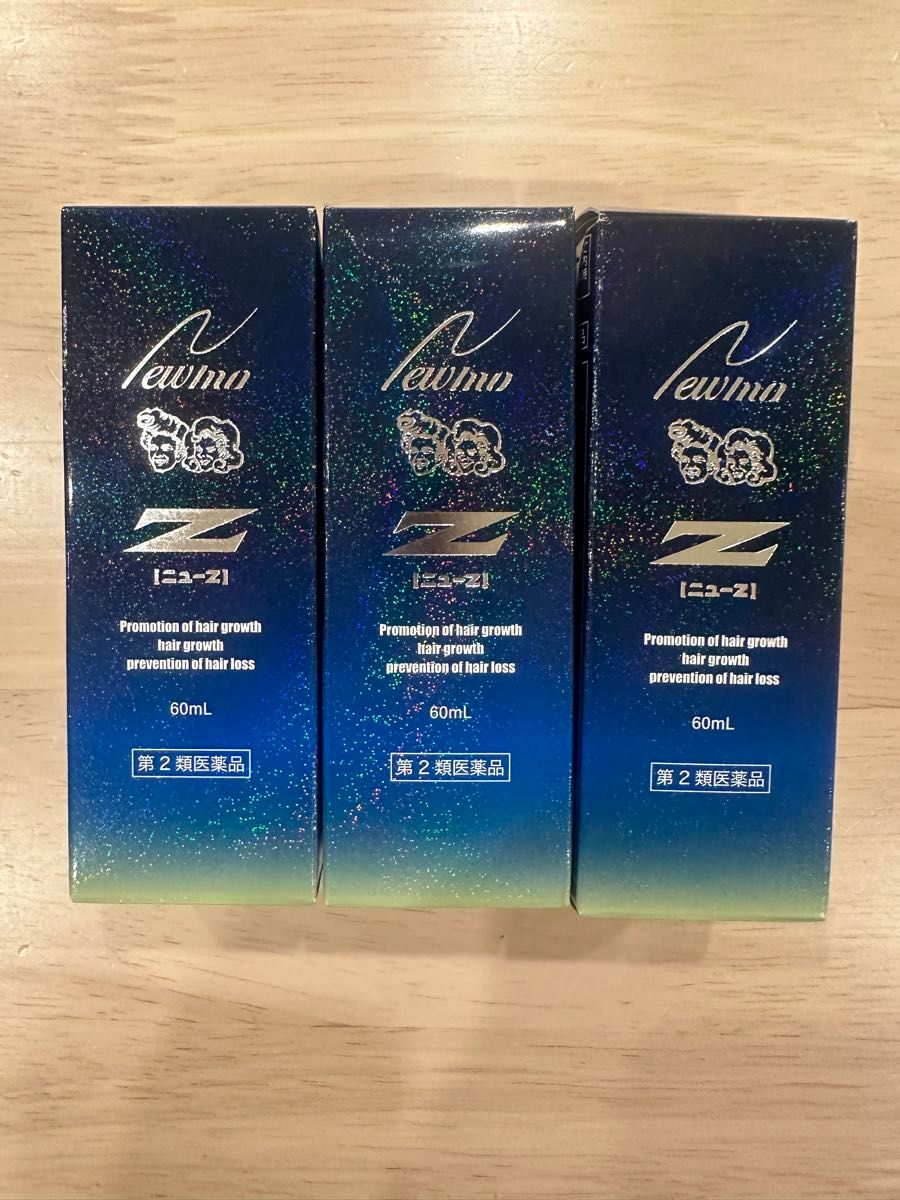 Newmo
Z
[ニューZ]
Promotion of hair growth
hair growth
prevention of hair loss
60mL
第2類医薬品
Newmo
Z
[ニューZ]
Promotion of hair growth
hair growth
prevention of hair loss
60mL
第2類医薬品
Newmo
Z
[ニューZ]
Promotion of hair growth
hair growth
prevention of hair loss
60mL
第2類医薬品